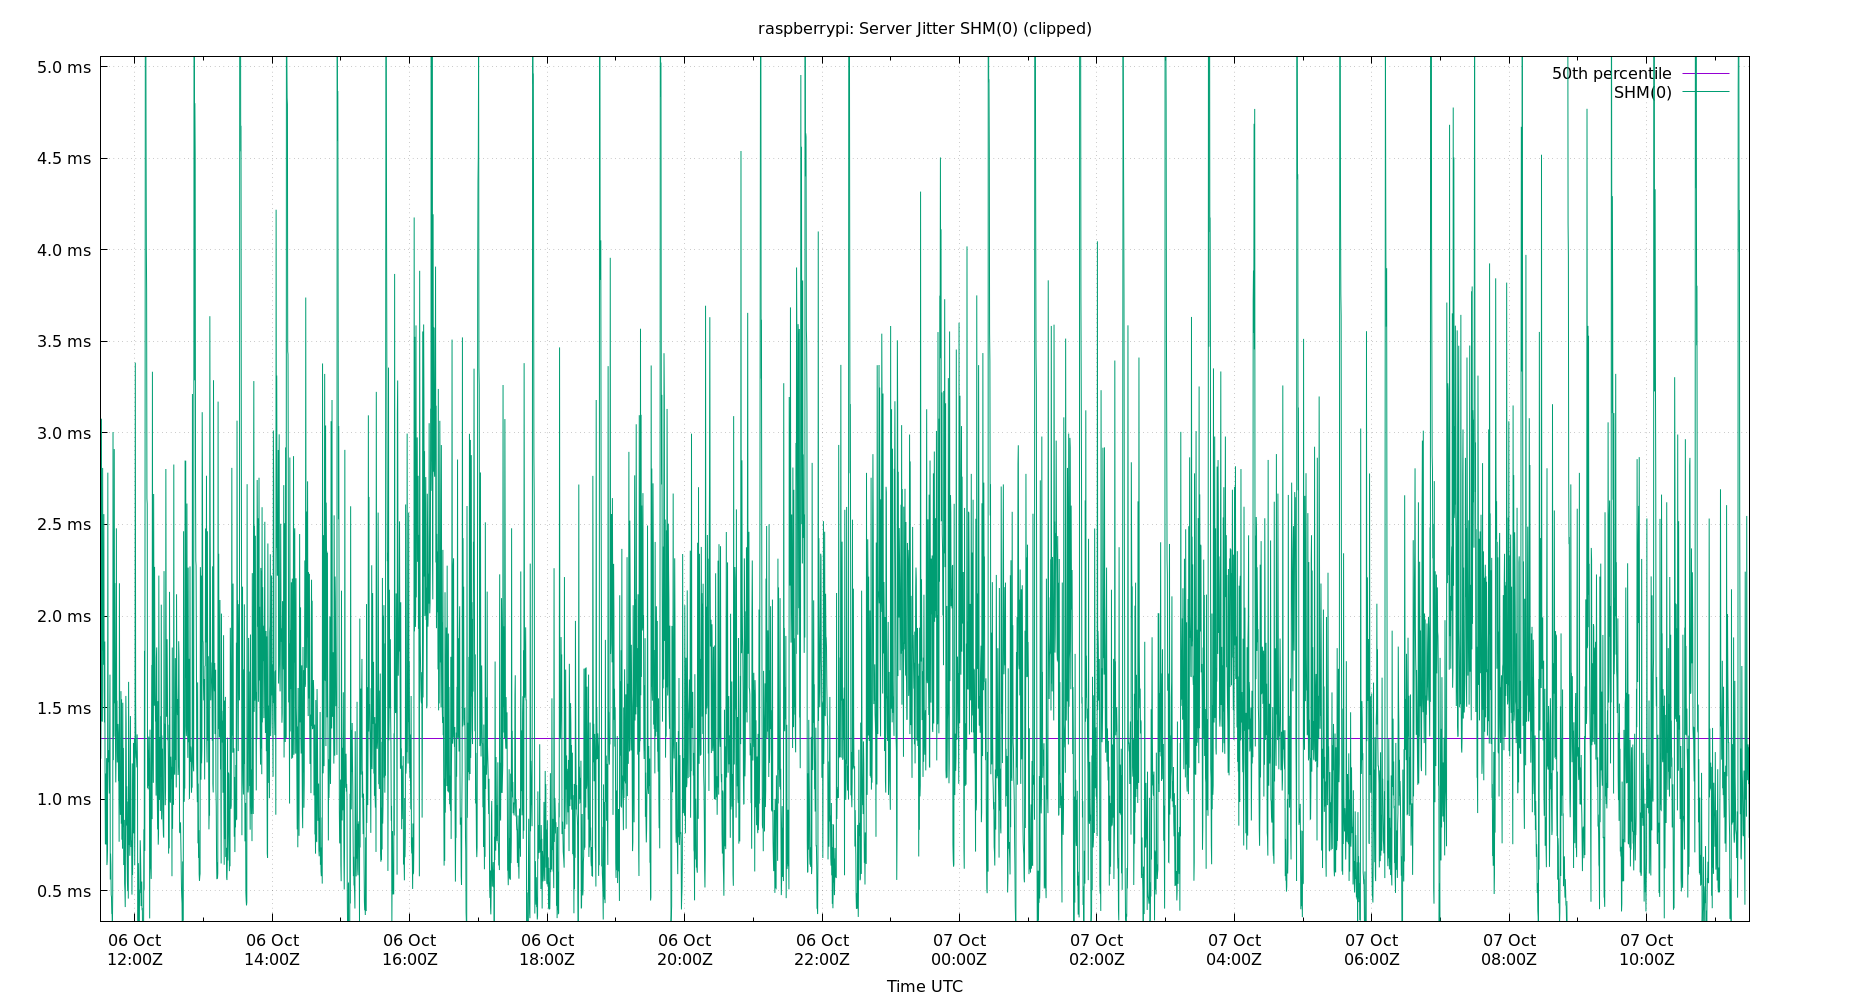 raspberrypi: Server Jitter SHM(0) (clipped)
50th percentile
SHM(0)
5.0 ms
4.5 ms
4.0 ms
3.5 ms
3.0 ms
2.5 ms
2.0 ms
1.5 ms
1.0 ms
0.5 ms
06 Oct 06 Oct 06 Oct 06 Oct 06 Oct 06 Oct 07 Oct 07 Oct 07 Oct 07 Oct 07 Oct 07 Oct
12:00Z 14:00Z 16:00Z 18:00Z 20:00Z 22:00Z 00:00Z 02:00Z 04:00Z 06:00Z 08:00Z 10:00Z
Time UTC